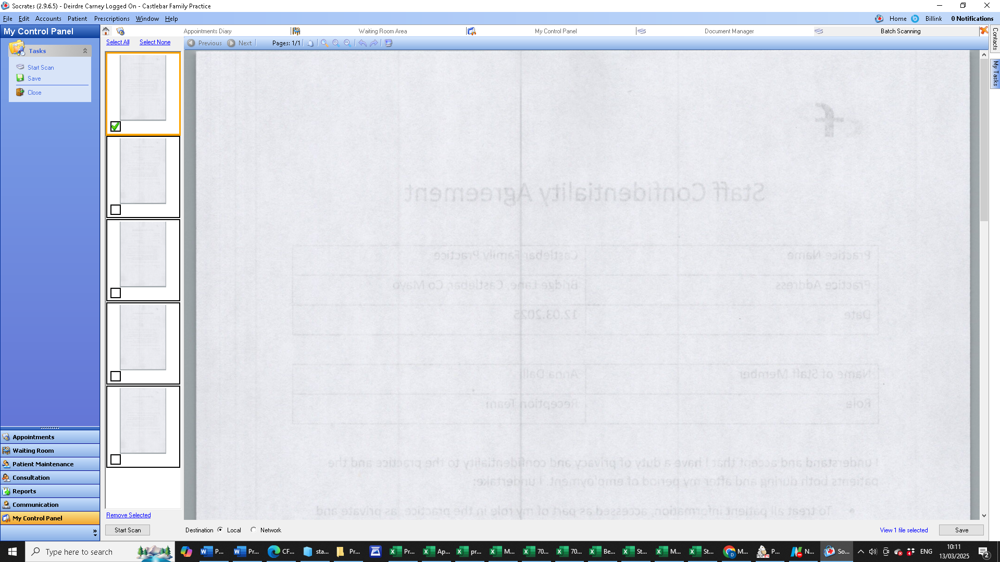 Socrates (2.9.6.5) - Deirdre Carney Logged On - Castlebar Family Practice
File Edit Accounts Patient Prescriptions Window Help
Home Billink 0 Notifications
My Control Panel
Appointments Diary Waiting Room Area My Control Panel Document Manager Batch Scanning
Contacts
My Tasks
Select All Select None
Previous Next Pages: 1/1
Tasks
Start Scan
Save
Close
Staff Confidentiality Agreement
Practice Name Castlebar Family Practice
Practice Address Bridge Lane, Castlebar, Co Mayo
Date 12.03.2025
Name of Staff Member Anna Dall
Role Reception Team
I understand and accept that I have a duty of privacy and confidentiality to the practice and the
patients both during and after my period of employment. I undertake:
• To treat all patient information, accessed as part of my role in the practice, as private and
Appointments
Waiting Room
Patient Maintenance
Consultation
Reports
Communication
My Control Panel
Remove Selected
Start Scan Destination Local Network View 1 file selected Save
Type here to search P... Pr... CF... sta... Pr... Pr... Ap... pr... M... 70... 70... Be... St... M... St... M... P... N... So... ENG
10:11
13/03/2025
2